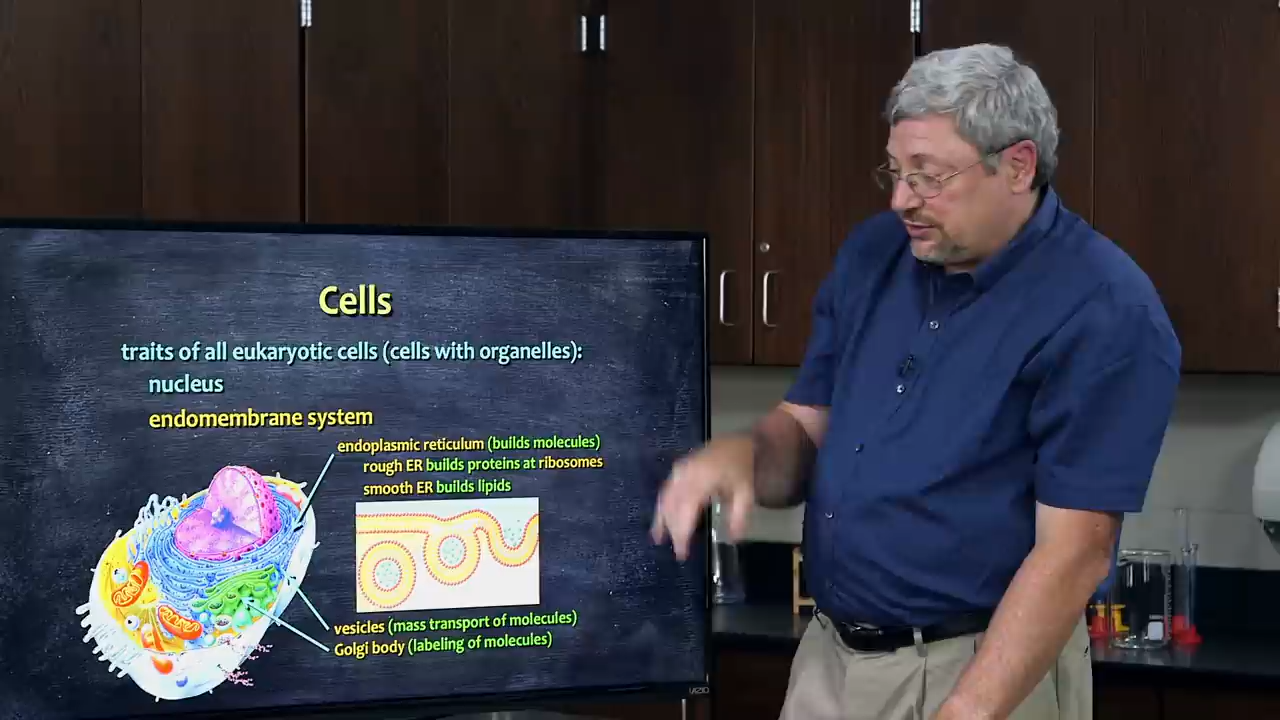 Cells
traits of all eukaryotic cells (cells with organelles):
nucleus
endomembrane system
endoplasmic reticulum (builds molecules)
rough ER builds proteins at ribosomes
smooth ER builds lipids
vesicles (mass transport of molecules)
Golgi body (labeling of molecules)
VIZIO